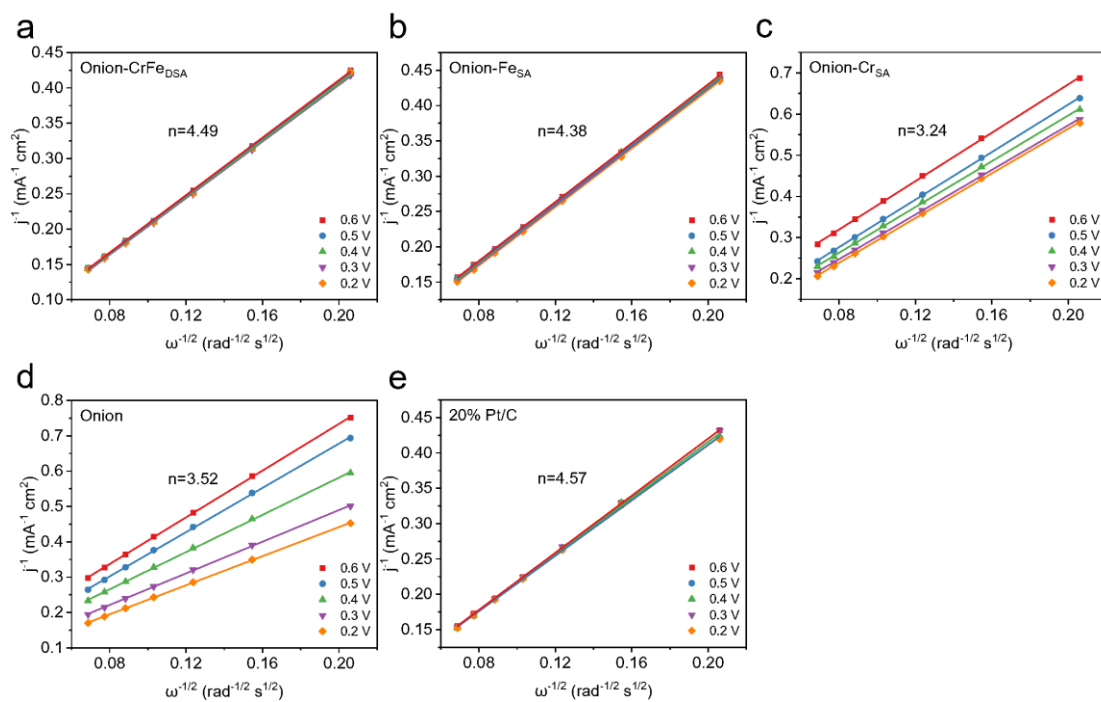 a
Onion-CrFeDSA
n=4.49
j-1 (mA-1 cm2)
0.45
0.40
0.35
0.30
0.25
0.20
0.15
0.10
0.6 V
0.5 V
0.4 V
0.3 V
0.2 V
0.08
0.12
0.16
0.20
ω-1/2 (rad-1/2 s1/2)
b
Onion-FeSA
n=4.38
j-1 (mA-1 cm2)
0.45
0.40
0.35
0.30
0.25
0.20
0.15
0.6 V
0.5 V
0.4 V
0.3 V
0.2 V
0.08
0.12
0.16
0.20
ω-1/2 (rad-1/2 s1/2)
c
Onion-CrSA
n=3.24
j-1 (mA-1 cm2)
0.7
0.6
0.5
0.4
0.3
0.2
0.6 V
0.5 V
0.4 V
0.3 V
0.2 V
0.08
0.12
0.16
0.20
ω-1/2 (rad-1/2 s1/2)
d
Onion
n=3.52
j-1 (mA-1 cm2)
0.8
0.7
0.6
0.5
0.4
0.3
0.2
0.1
0.6 V
0.5 V
0.4 V
0.3 V
0.2 V
0.08
0.12
0.16
0.20
ω-1/2 (rad-1/2 s1/2)
e
20% Pt/C
n=4.57
j-1 (mA-1 cm2)
0.45
0.40
0.35
0.30
0.25
0.20
0.15
0.6 V
0.5 V
0.4 V
0.3 V
0.2 V
0.08
0.12
0.16
0.20
ω-1/2 (rad-1/2 s1/2)